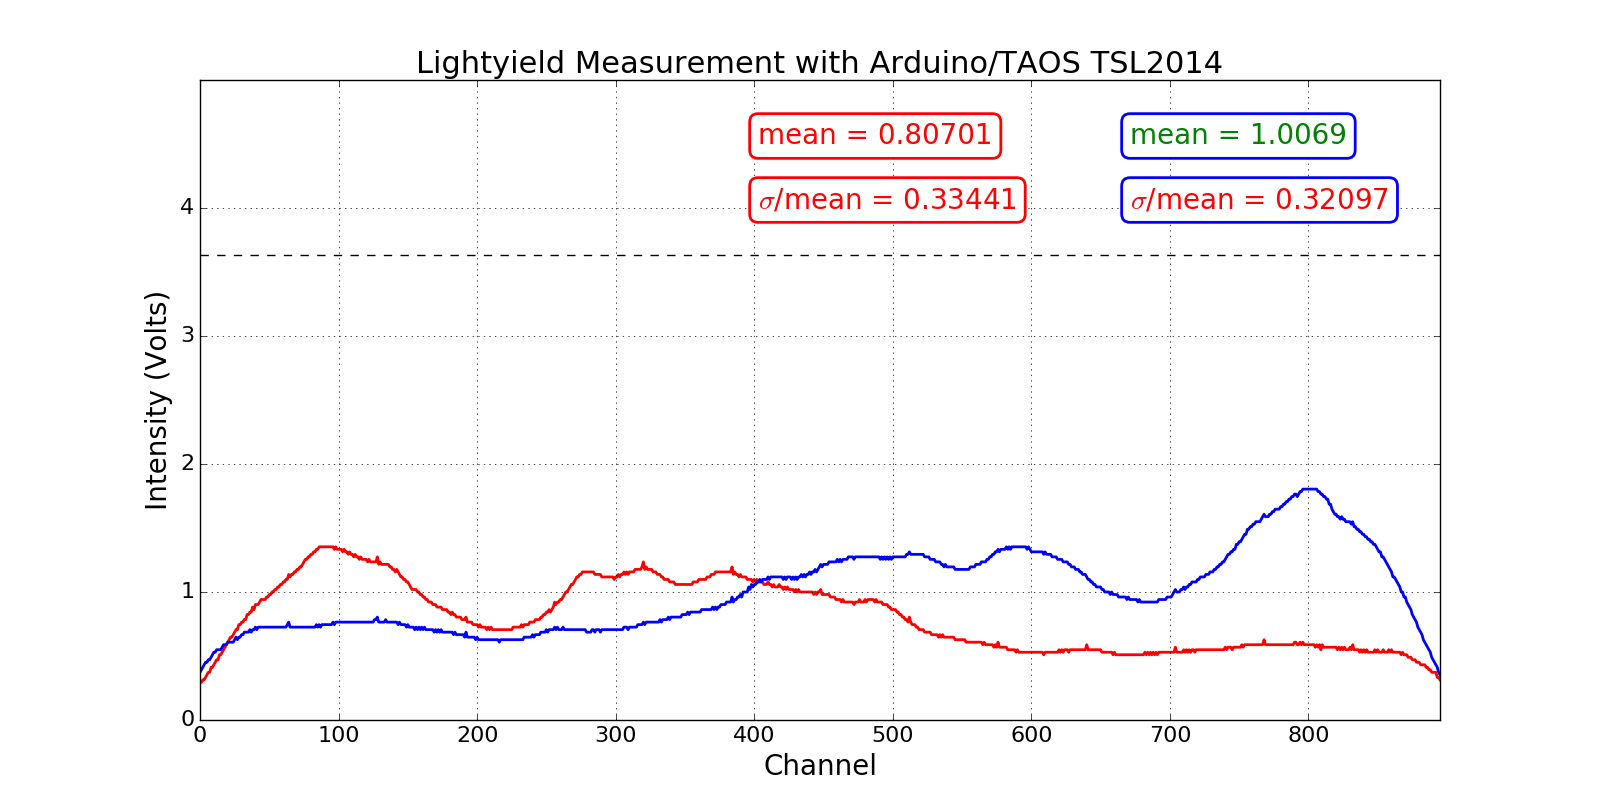 Lightyield Measurement with Arduino/TAOS TSL2014
mean = 0.80701
mean = 1.0069
σ/mean = 0.33441
σ/mean = 0.32097
4
3
2
1
0
Intensity (Volts)
0 100 200 300 400 500 600 700 800
Channel